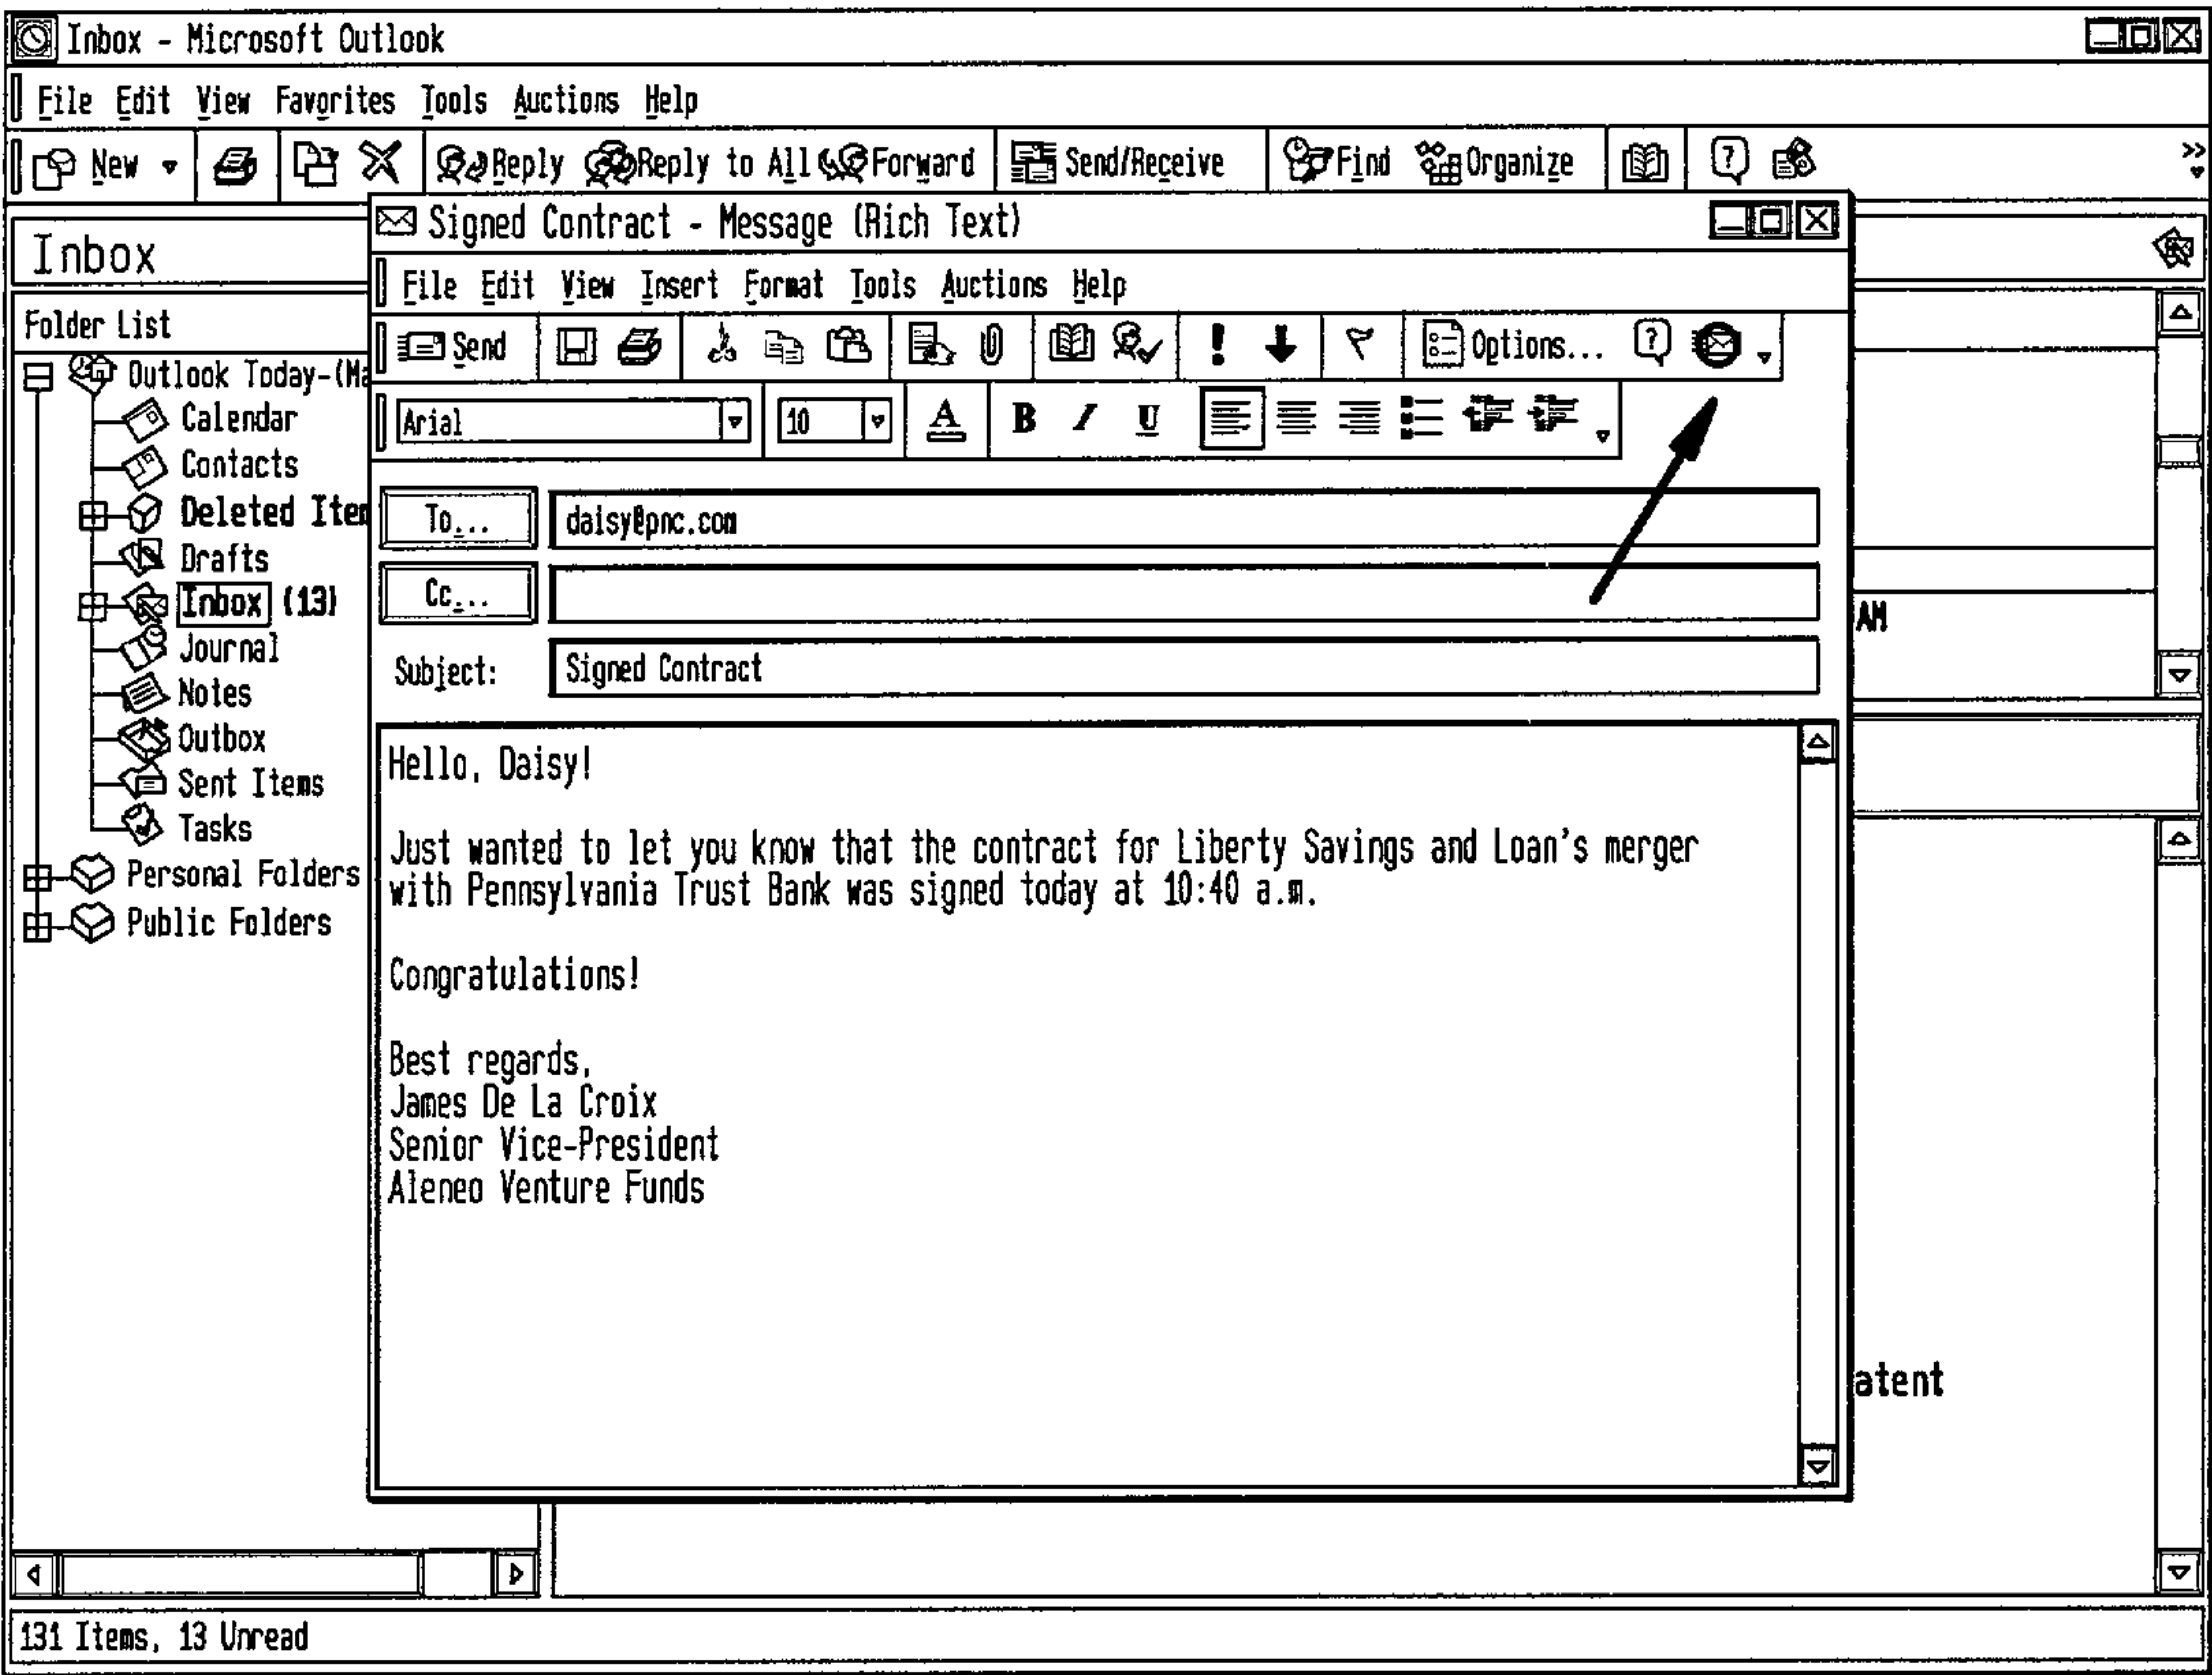 Inbox - Microsoft Outlook
File Edit View Favorites Tools Auctions Help
New Reply Reply to All Forward Send/Receive Find Organize
Inbox
Folder List
Outlook Today-(Ma
Calendar
Contacts
Deleted Iten
Drafts
Inbox (13)
Journal
Notes
Outbox
Sent Items
Tasks
Personal Folders
Public Folders
Signed Contract - Message (Rich Text)
File Edit View Insert Format Tools Auctions Help
Send Options...
Arial 10 A B I U
To... daisy@pnc.com
Cc...
Subject: Signed Contract
Hello, Daisy!
Just wanted to let you know that the contract for Liberty Savings and Loan's merger
with Pennsylvania Trust Bank was signed today at 10:40 a.m.
Congratulations!
Best regards,
James De La Croix
Senior Vice-President
Aleneo Venture Funds
AM
atent
131 Items, 13 Unread